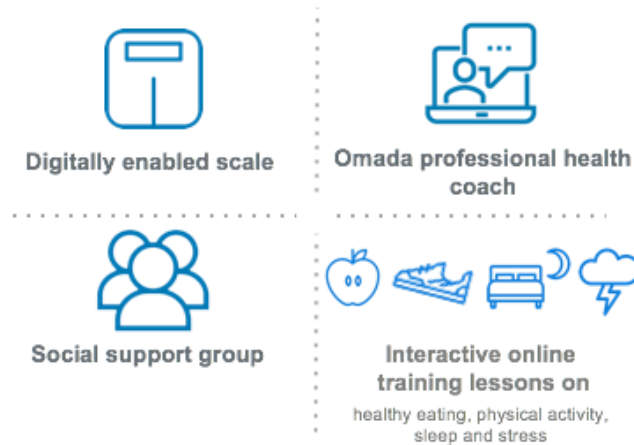 Digitally enabled scale
Omada professional health
coach
Social support group
Interactive online
training lessons on
healthy eating, physical activity,
sleep and stress